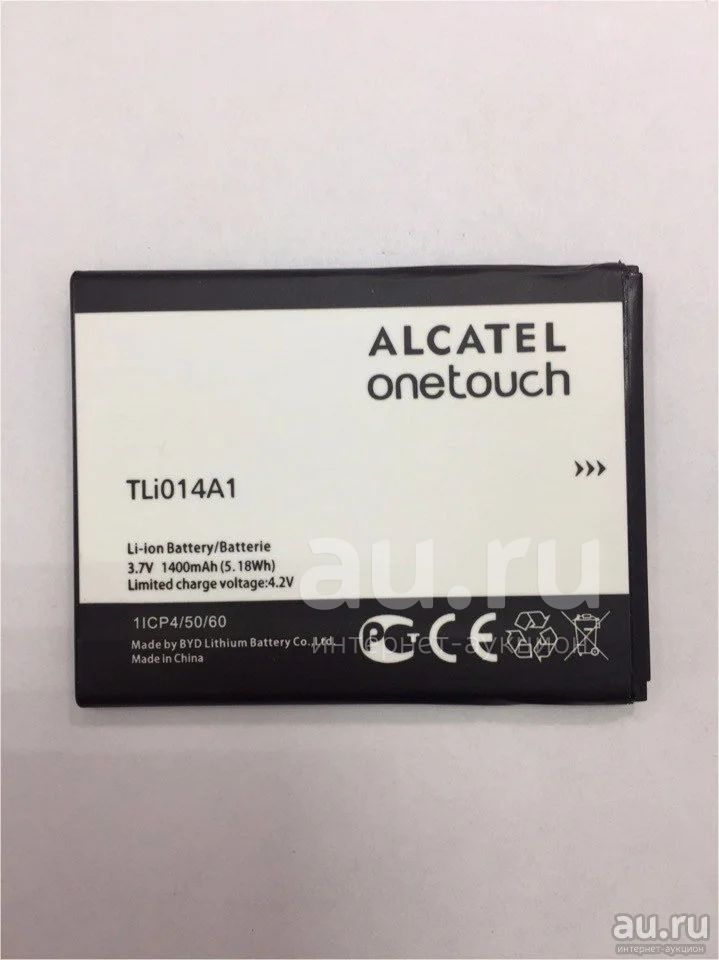 ALCATEL
onetouch
>>>
TLi014A1
Li-ion Battery/Batterie
3.7V 1400mAh (5.18Wh)
Limited charge voltage:4.2V
au.ru
интернет-аукцион
1ICP4/50/60
Made by BYD Lithium Battery Co., Ltd.
Made in China
CE
au.ru
интернет-аукцион